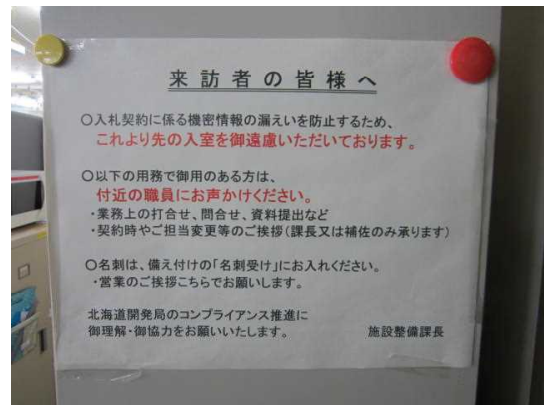 来訪者の皆様へ
○入札契約に係る機密情報の漏えいを防止するため、
これより先の入室を御遠慮いただいております。
○以下の用務で御用のある方は、
付近の職員にお声かけください。
・業務上の打合せ、問合せ、資料提出など
・契約時やご担当変更等のご挨拶(課長又は補佐のみ承ります)
○名刺は、備え付けの「名刺受け」にお入れください。
・営業のご挨拶こちらでお願いします。
北海道開発局のコンプライアンス推進に
御理解・御協力をお願いいたします。
施設整備課長